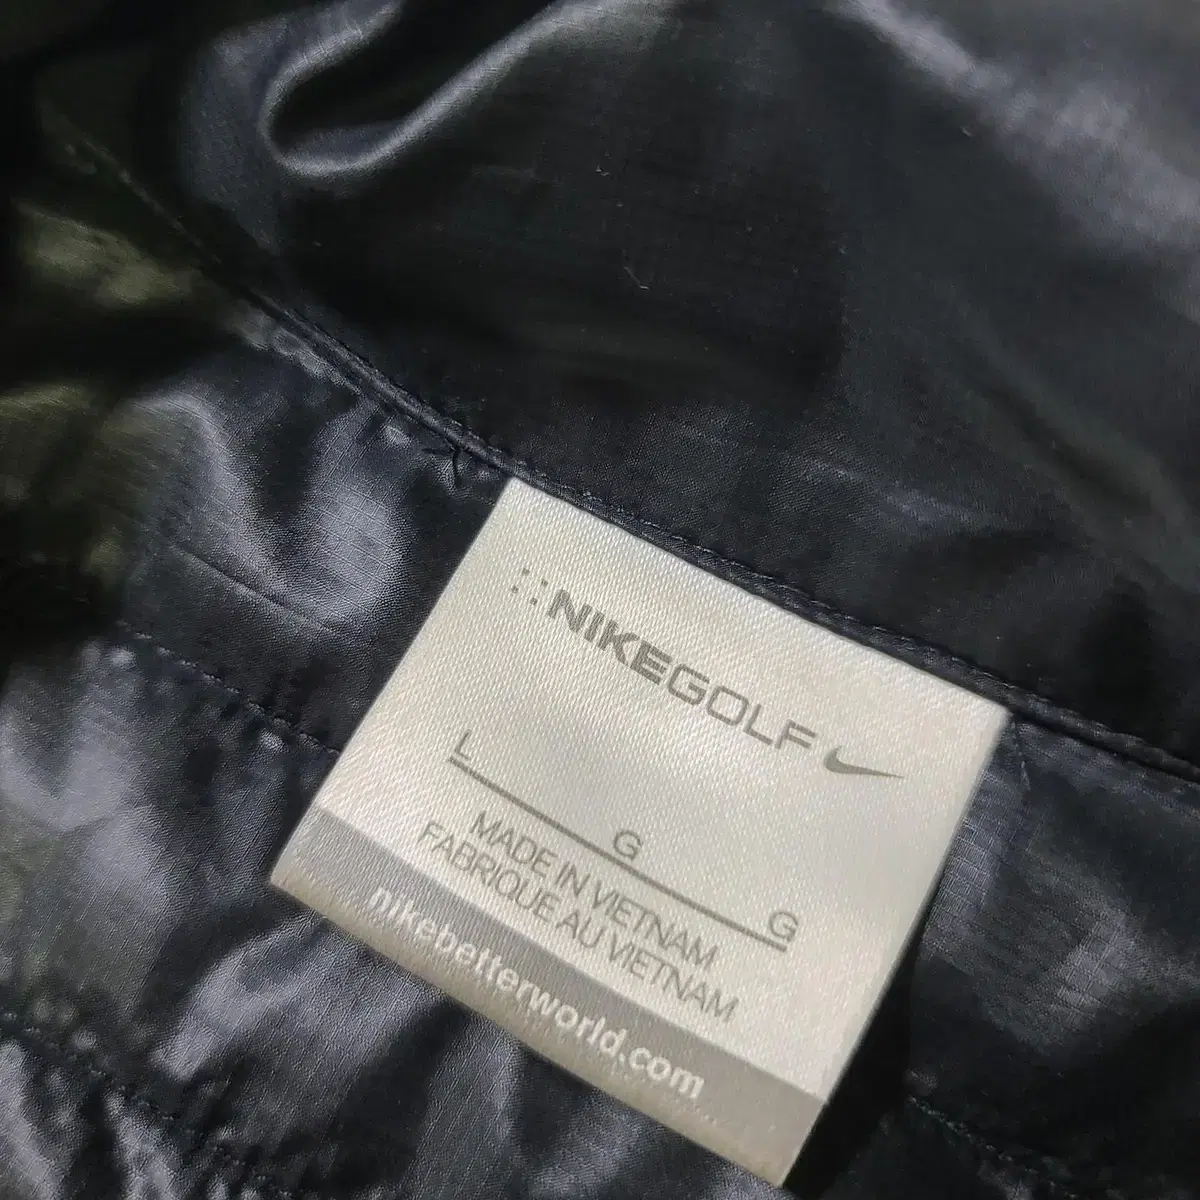 NIKEGOLF
L G G
MADE IN VIETNAM
FABRIQUE AU VIETNAM
nikebetterworld.com